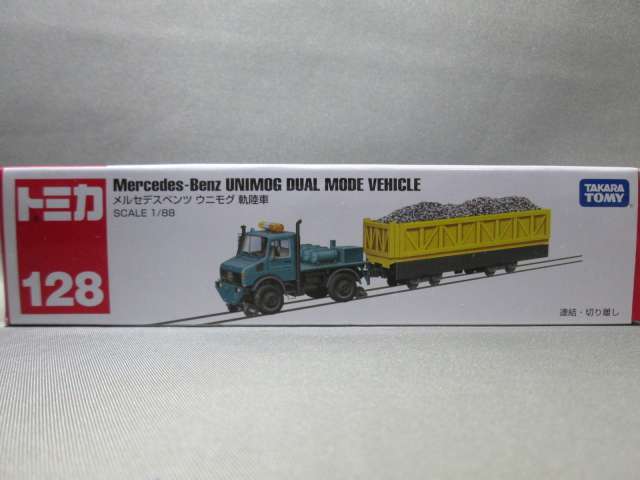 トミカ
128
Mercedes-Benz UNIMOG DUAL MODE VEHICLE
メルセデスベンツ ウニモグ 軌陸車
SCALE 1/88
TAKARA
TOMY
連結・切り離し